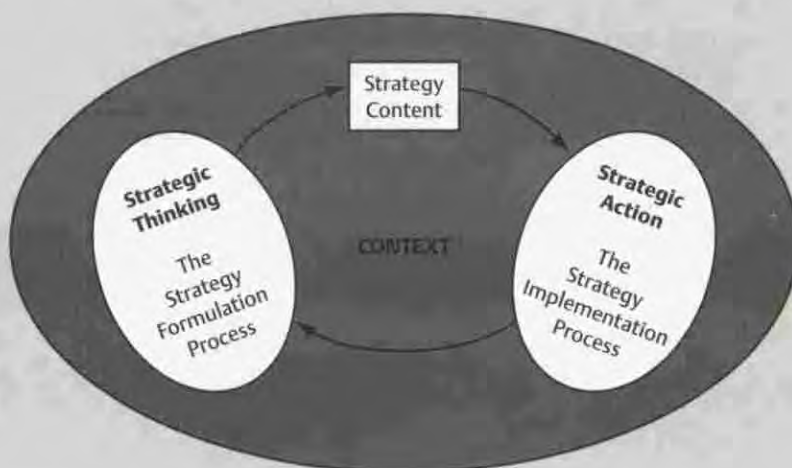 Strategy
Content
Strategic
Thinking
The
Strategy
Formulation
Process
CONTEXT
Strategic
Action
The
Strategy
Implementation
Process